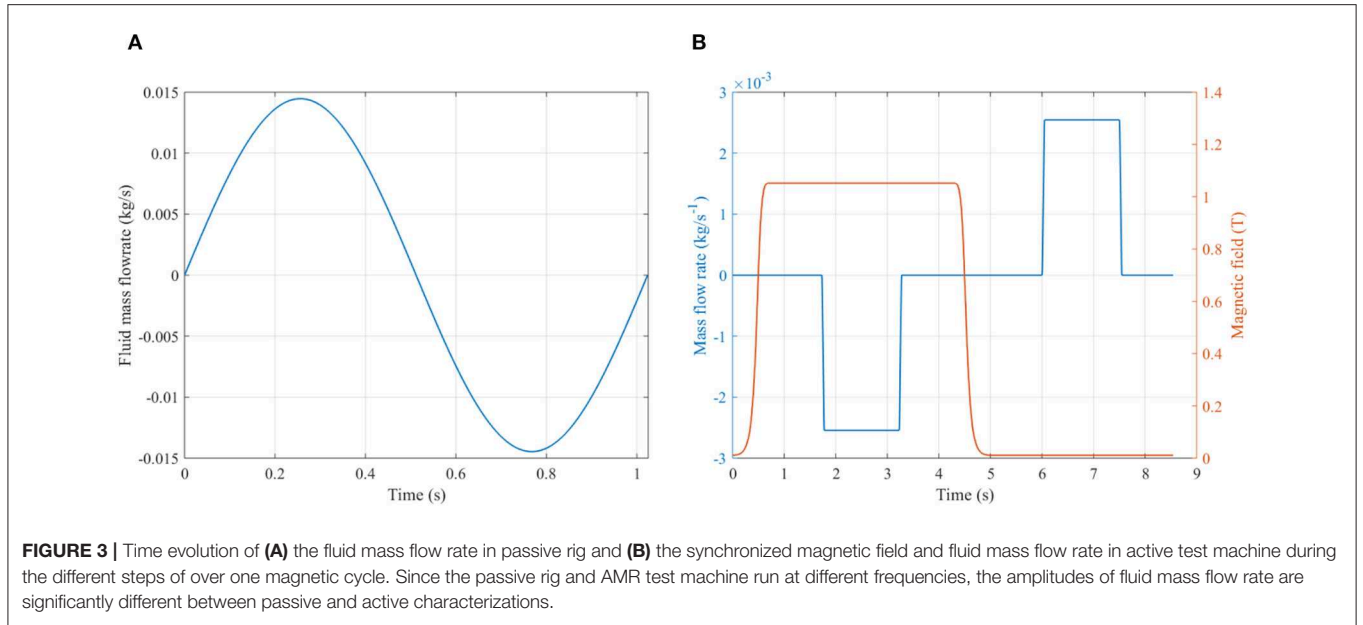 A
0.015
0.01
0.005
0
-0.005
-0.01
-0.015
Fluid mass flowrate (kg/s)
0 0.2 0.4 0.6 0.8 1
Time (s)
B
×10-3
3
2
1
0
-1
-2
-3
Mass flow rate (kg/s-1)
1.4
1.2
1
0.8
0.6
0.4
0.2
0
Magnetic field (T)
0 1 2 3 4 5 6 7 8 9
Time (s)
FIGURE 3 | Time evolution of (A) the fluid mass flow rate in passive rig and (B) the synchronized magnetic field and fluid mass flow rate in active test machine during
the different steps of over one magnetic cycle. Since the passive rig and AMR test machine run at different frequencies, the amplitudes of fluid mass flow rate are
significantly different between passive and active characterizations.